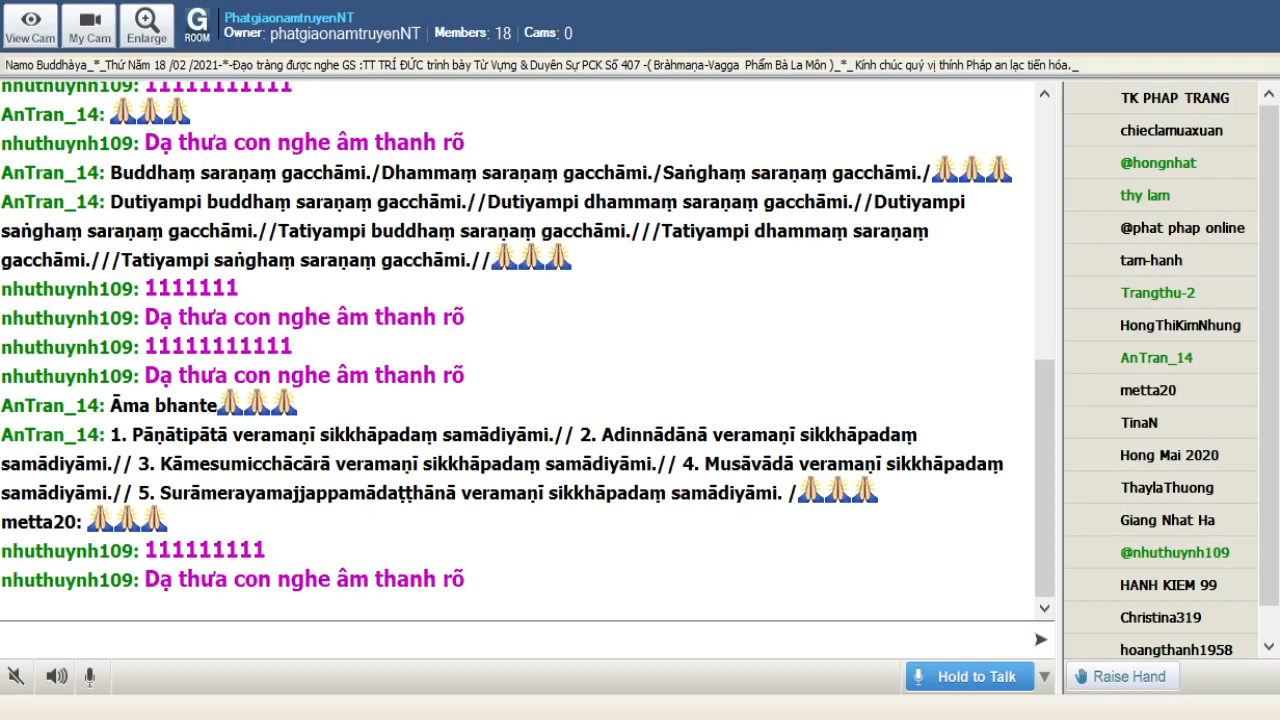 View Cam
My Cam
Enlarge
G
ROOM
PhatgiaonamtruyenNT
Owner: phatgiaonamtruyenNT | Members: 18 | Cams: 0
Namo Buddhàya_*_Thứ Năm 18 /02 /2021-*-Đạo tràng được nghe GS :TT TRÍ ĐỨC trình bày Từ Vựng & Duyên Sự PCK Số 407 -( Bràhmaṇa-Vagga Phẩm Bà La Môn )_*_ Kính chúc quý vị thính Pháp an lạc tiến hóa._
nhuthuynh109: 11111111111
AnTran_14: 🙏🙏🙏
nhuthuynh109: Dạ thưa con nghe âm thanh rõ
AnTran_14: Buddhaṃ saraṇaṃ gacchāmi./Dhammaṃ saraṇaṃ gacchāmi./Saṅghaṃ saraṇaṃ gacchāmi./🙏🙏🙏
AnTran_14: Dutiyampi buddhaṃ saraṇaṃ gacchāmi.//Dutiyampi dhammaṃ saraṇaṃ gacchāmi.//Dutiyampi
saṅghaṃ saraṇaṃ gacchāmi.//Tatiyampi buddhaṃ saraṇaṃ gacchāmi.///Tatiyampi dhammaṃ saraṇaṃ
gacchāmi.///Tatiyampi saṅghaṃ saraṇaṃ gacchāmi.//🙏🙏🙏
nhuthuynh109: 1111111
nhuthuynh109: Dạ thưa con nghe âm thanh rõ
nhuthuynh109: 11111111111
nhuthuynh109: Dạ thưa con nghe âm thanh rõ
AnTran_14: Āma bhante🙏🙏🙏
AnTran_14: 1. Pāṇātipātā veramaṇī sikkhāpadaṃ samādiyāmi.// 2. Adinnādānā veramaṇī sikkhāpadaṃ
samādiyāmi.// 3. Kāmesumicchācārā veramaṇī sikkhāpadaṃ samādiyāmi.// 4. Musāvādā veramaṇī sikkhāpadaṃ
samādiyāmi.// 5. Surāmerayamajjappamādaṭṭhānā veramaṇī sikkhāpadaṃ samādiyāmi. /🙏🙏🙏
metta20: 🙏🙏🙏
nhuthuynh109: 111111111
nhuthuynh109: Dạ thưa con nghe âm thanh rõ
Hold to Talk
TK PHAP TRANG
chieclamuaxuan
@hongnhat
thy lam
@phat phap online
tam-hanh
Trangthu-2
HongThiKimNhung
AnTran_14
metta20
TinaN
Hong Mai 2020
ThaylaThuong
Giang Nhat Ha
@nhuthuynh109
HANH KIEM 99
Christina319
hoangthanh1958
Raise Hand